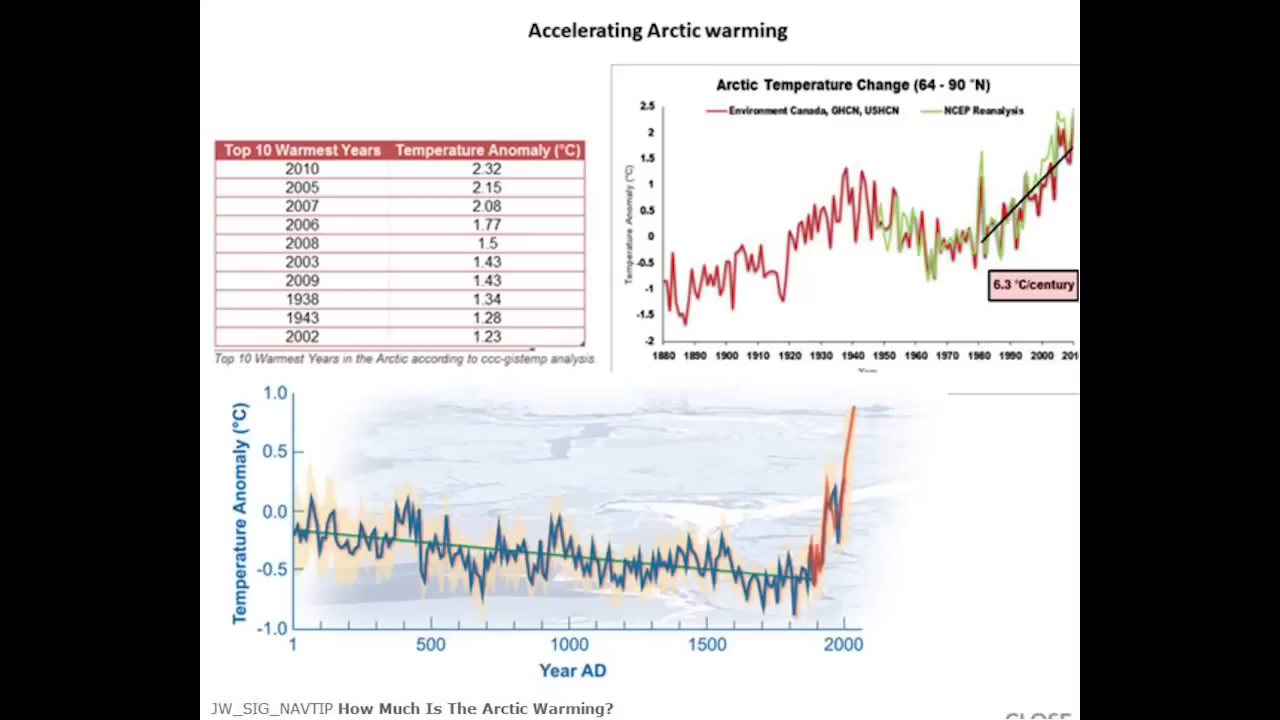 Accelerating Arctic warming
Top 10 Warmest Years Temperature Anomaly (°C)
2010 2.32
2005 2.15
2007 2.08
2006 1.77
2008 1.5
2003 1.43
2009 1.43
1938 1.34
1943 1.28
2002 1.23
Top 10 Warmest Years in the Arctic according to ccc-gistemp analysis.
Arctic Temperature Change (64 - 90 °N)
Environment Canada, GHCN, USHCN NCEP Reanalysis
Temperature Anomaly (°C)
2.5
2
1.5
1
0.5
0
-0.5
-1
-1.5
-2
6.3 °C/century
1880 1890 1900 1910 1920 1930 1940 1950 1960 1970 1980 1990 2000 201
Temperature Anomaly (°C)
1.0
0.5
0.0
-0.5
-1.0
1 500 1000 1500 2000
Year AD
JW_SIG_NAVTIP How Much Is The Arctic Warming?